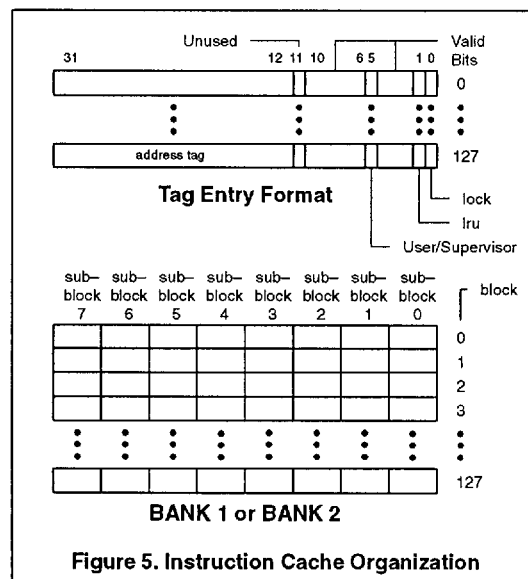 Unused
Valid
Bits
31 12 11 10 6 5 1 0
0
address tag
127
Tag Entry Format
lock
lru
User/Supervisor
sub– sub– sub– sub– sub– sub– sub– sub–
block block block block block block block block
7 6 5 4 3 2 1 0
block
0
1
2
3
127
BANK 1 or BANK 2
Figure 5. Instruction Cache Organization